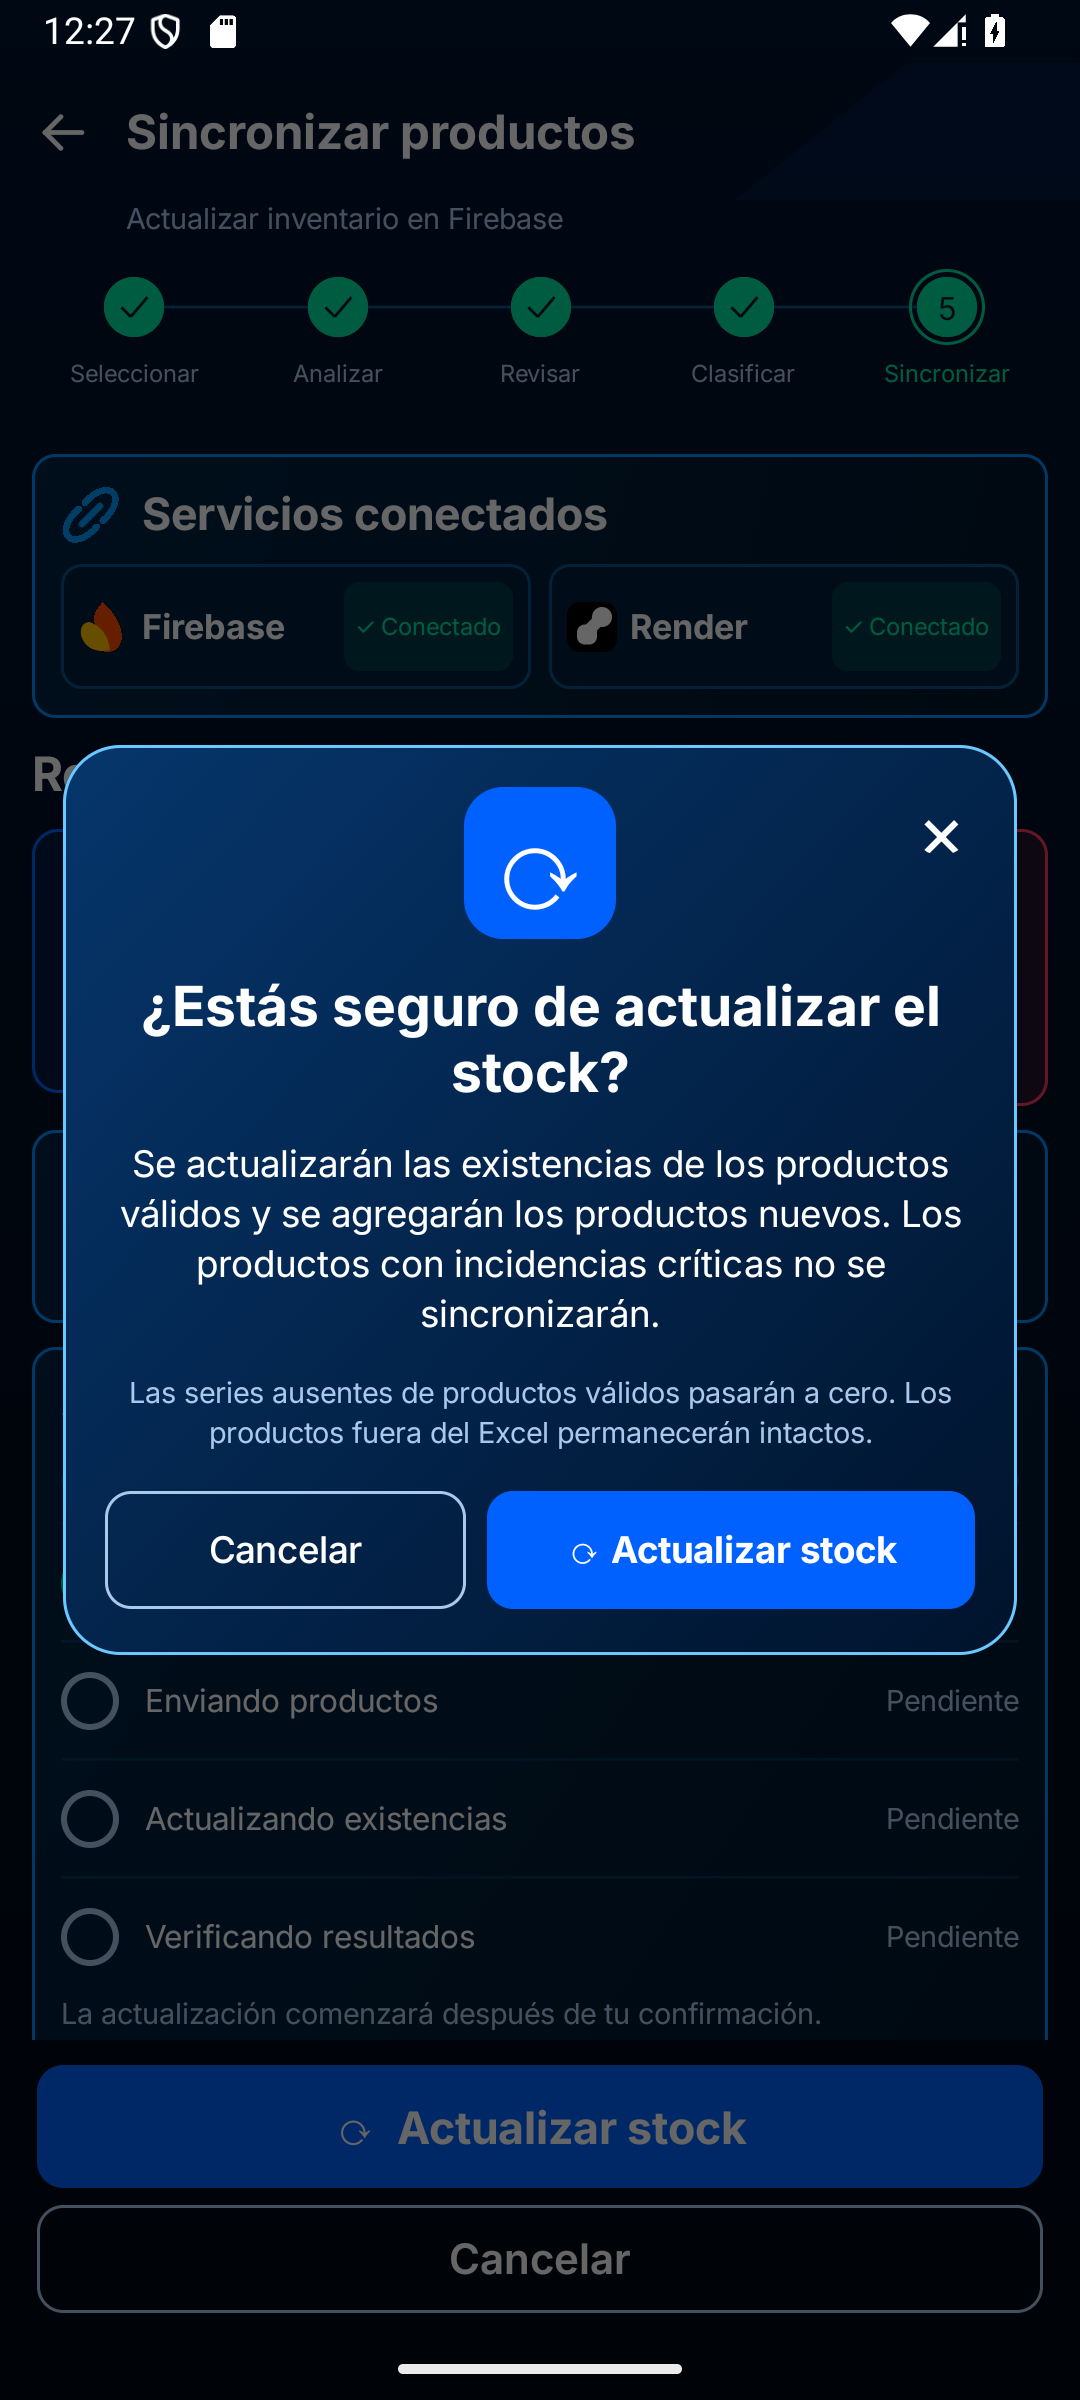 12:27
Sincronizar productos
Actualizar inventario en Firebase
5
Seleccionar
Analizar
Revisar
Clasificar
Sincronizar
Servicios conectados
Firebase
✓ Conectado
Render
✓ Conectado
¿Estás seguro de actualizar el
stock?
Se actualizarán las existencias de los productos
válidos y se agregarán los productos nuevos. Los
productos con incidencias críticas no se
sincronizarán.
Las series ausentes de productos válidos pasarán a cero. Los
productos fuera del Excel permanecerán intactos.
Cancelar
Actualizar stock
Enviando productos
Pendiente
Actualizando existencias
Pendiente
Verificando resultados
Pendiente
La actualización comenzará después de tu confirmación.
Actualizar stock
Cancelar